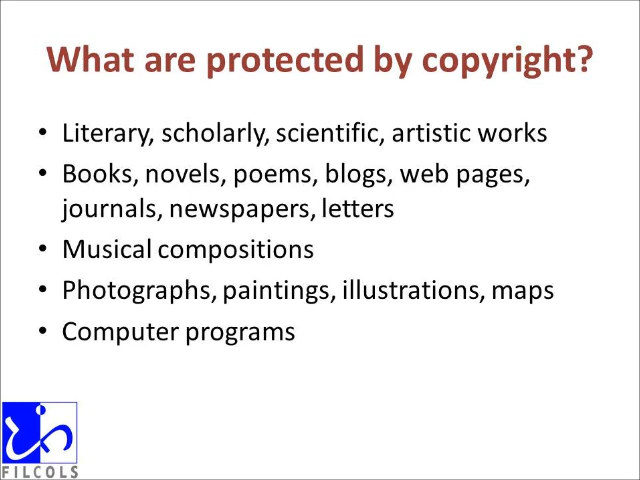 What are protected by copyright?
• Literary, scholarly, scientific, artistic works
• Books, novels, poems, blogs, web pages,
journals, newspapers, letters
• Musical compositions
• Photographs, paintings, illustrations, maps
• Computer programs
FILCOLS